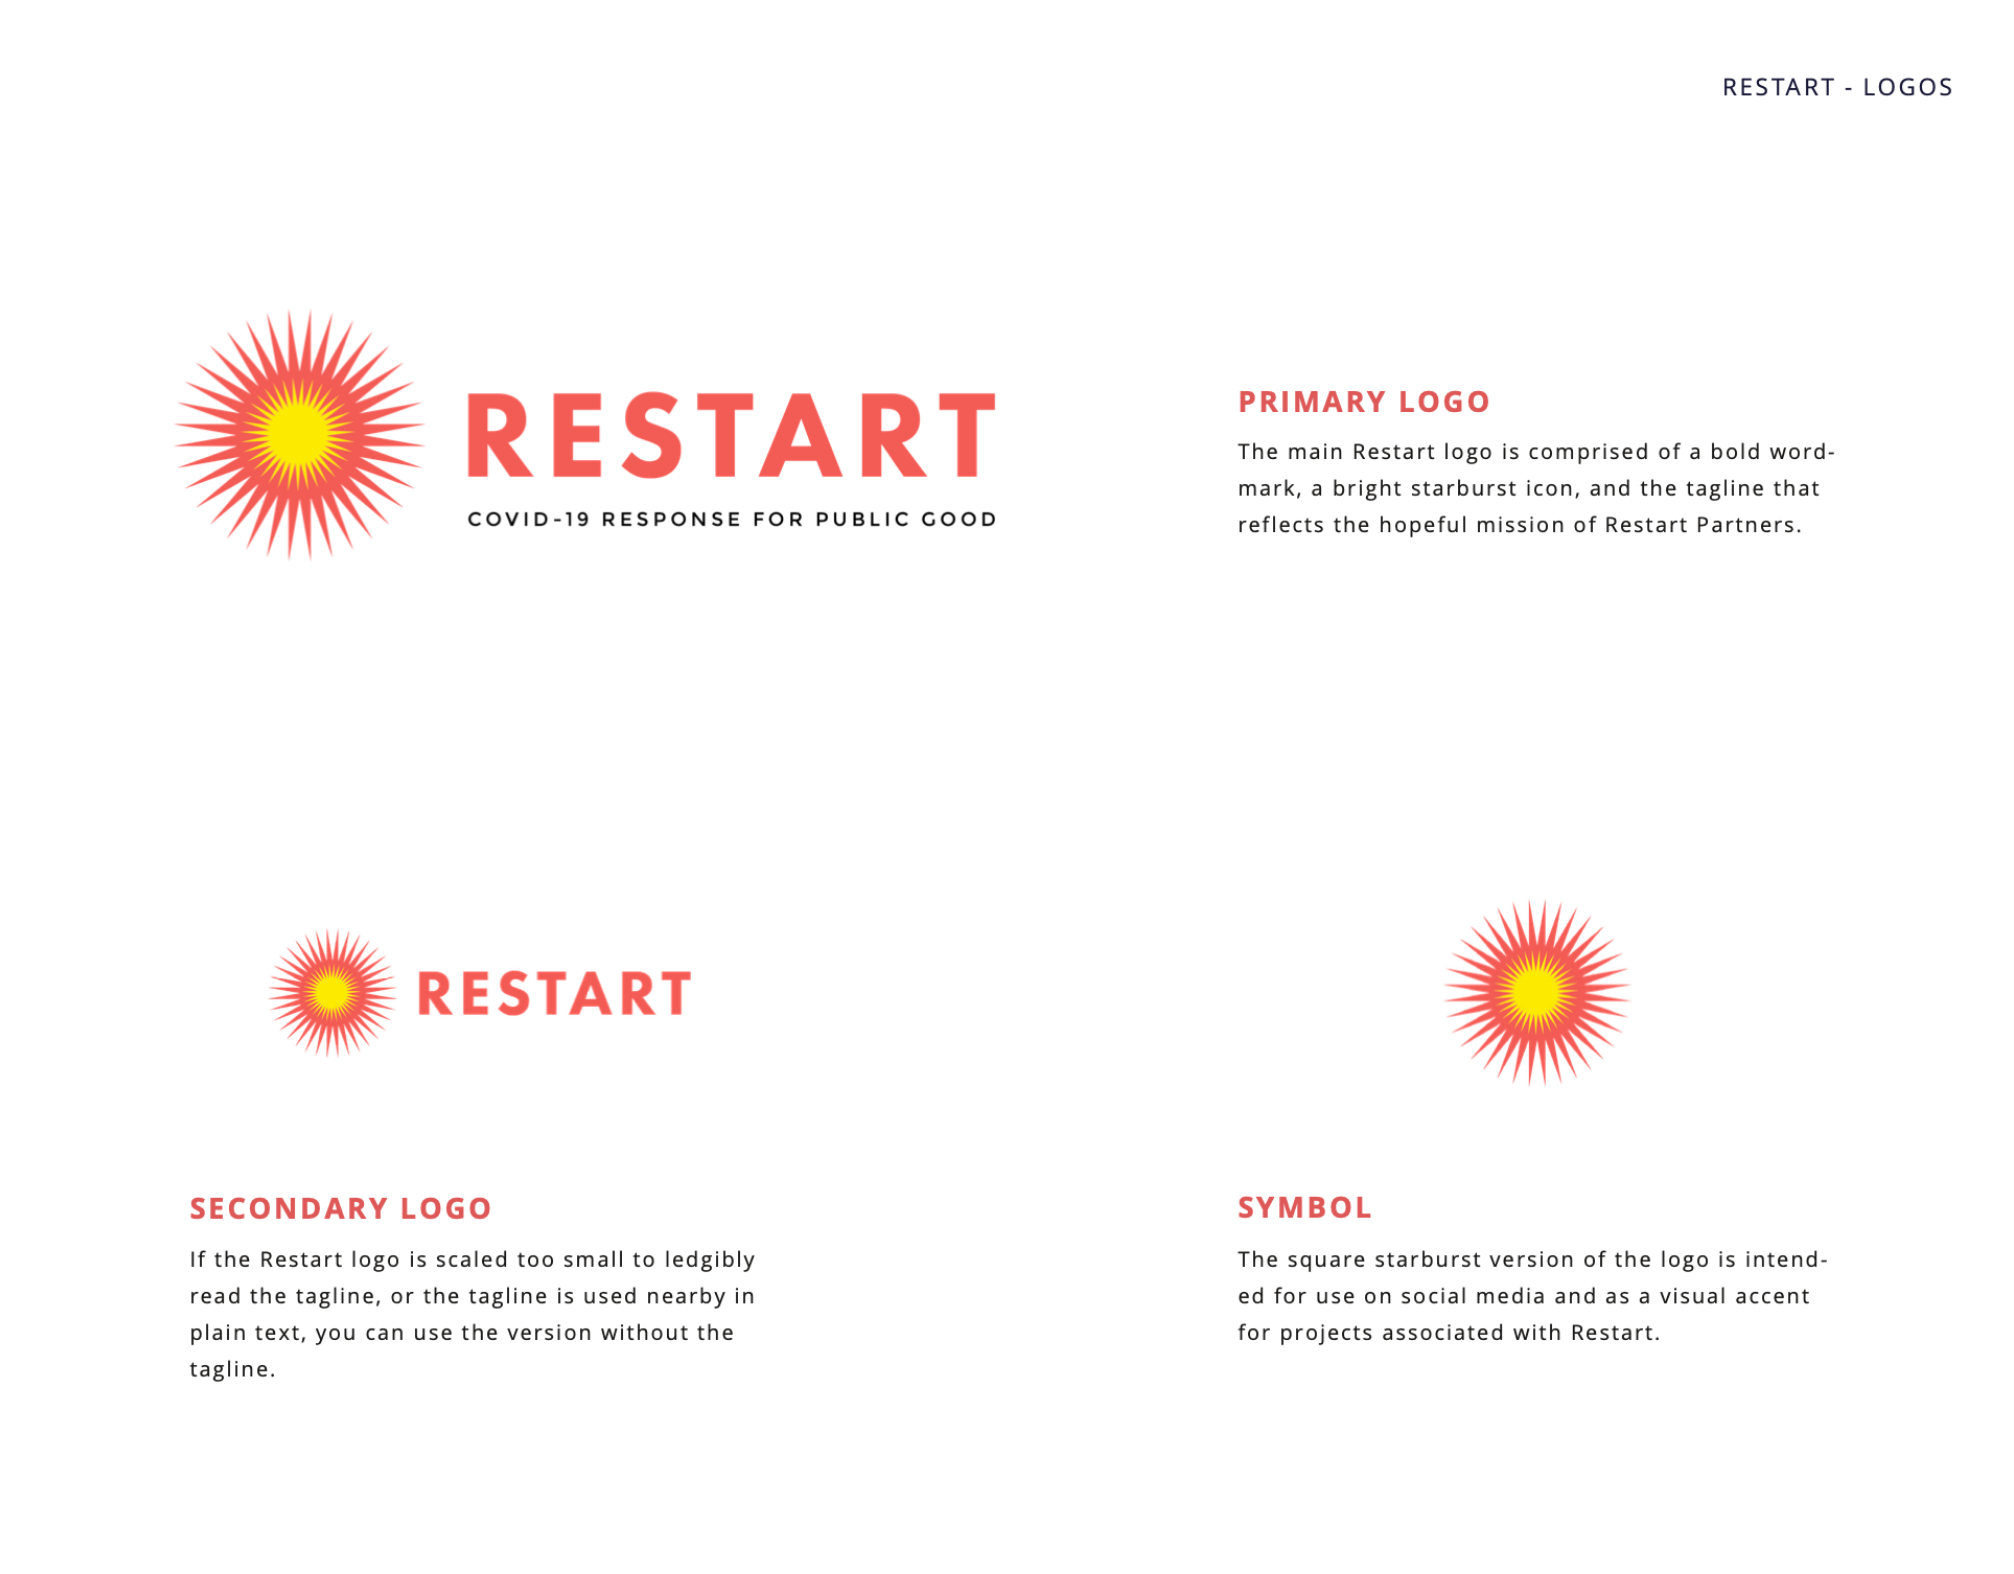 RESTART - LOGOS
RESTART
COVID-19 RESPONSE FOR PUBLIC GOOD
PRIMARY LOGO
The main Restart logo is comprised of a bold word-
mark, a bright starburst icon, and the tagline that
reflects the hopeful mission of Restart Partners.
RESTART
SECONDARY LOGO
If the Restart logo is scaled too small to ledgibly
read the tagline, or the tagline is used nearby in
plain text, you can use the version without the
tagline.
SYMBOL
The square starburst version of the logo is intend-
ed for use on social media and as a visual accent
for projects associated with Restart.